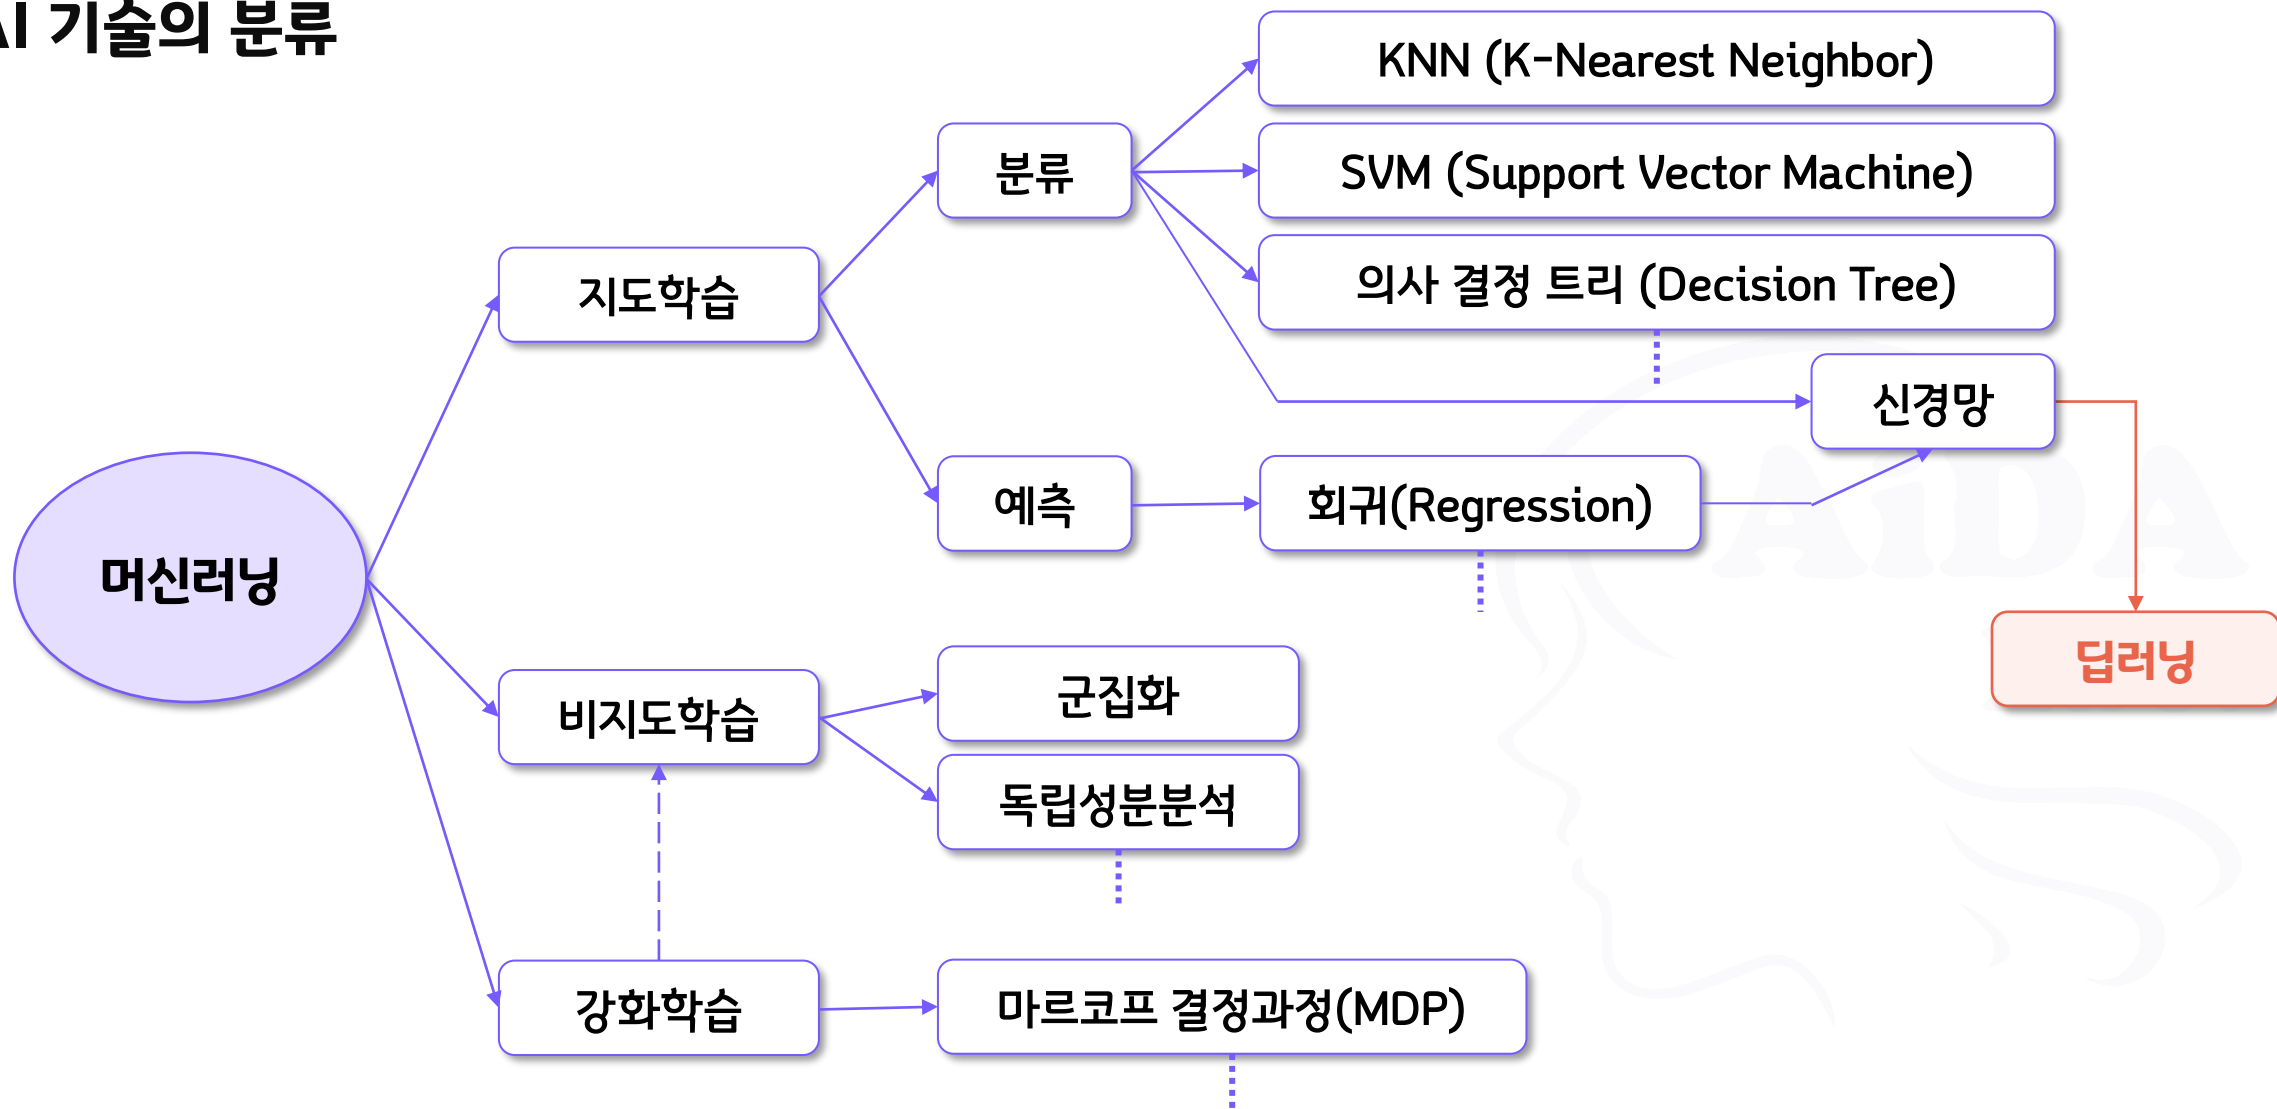 AI 기술의 분류
KNN (K-Nearest Neighbor)
분류
SVM (Support Vector Machine)
지도학습
의사 결정 트리 (Decision Tree)
신경망
예측
회귀(Regression)
머신러닝
딥러닝
비지도학습
군집화
독립성분분석
강화학습
마르코프 결정과정(MDP)
AiDA